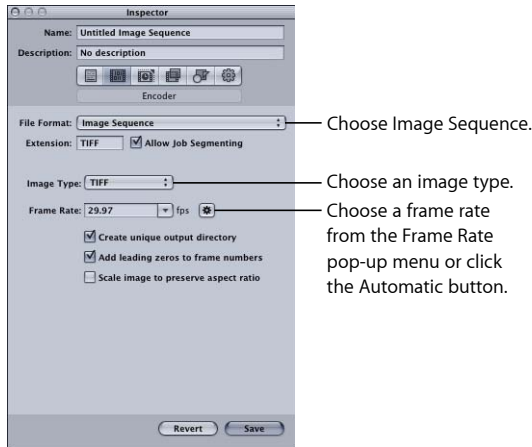 Inspector
Name: Untitled Image Sequence
Description: No description
Encoder
File Format: Image Sequence
Extension: TIFF Allow Job Segmenting
Image Type: TIFF
Frame Rate: 29.97 fps
Create unique output directory
Add leading zeros to frame numbers
Scale image to preserve aspect ratio
Revert Save
Choose Image Sequence.
Choose an image type.
Choose a frame rate
from the Frame Rate
pop-up menu or click
the Automatic button.